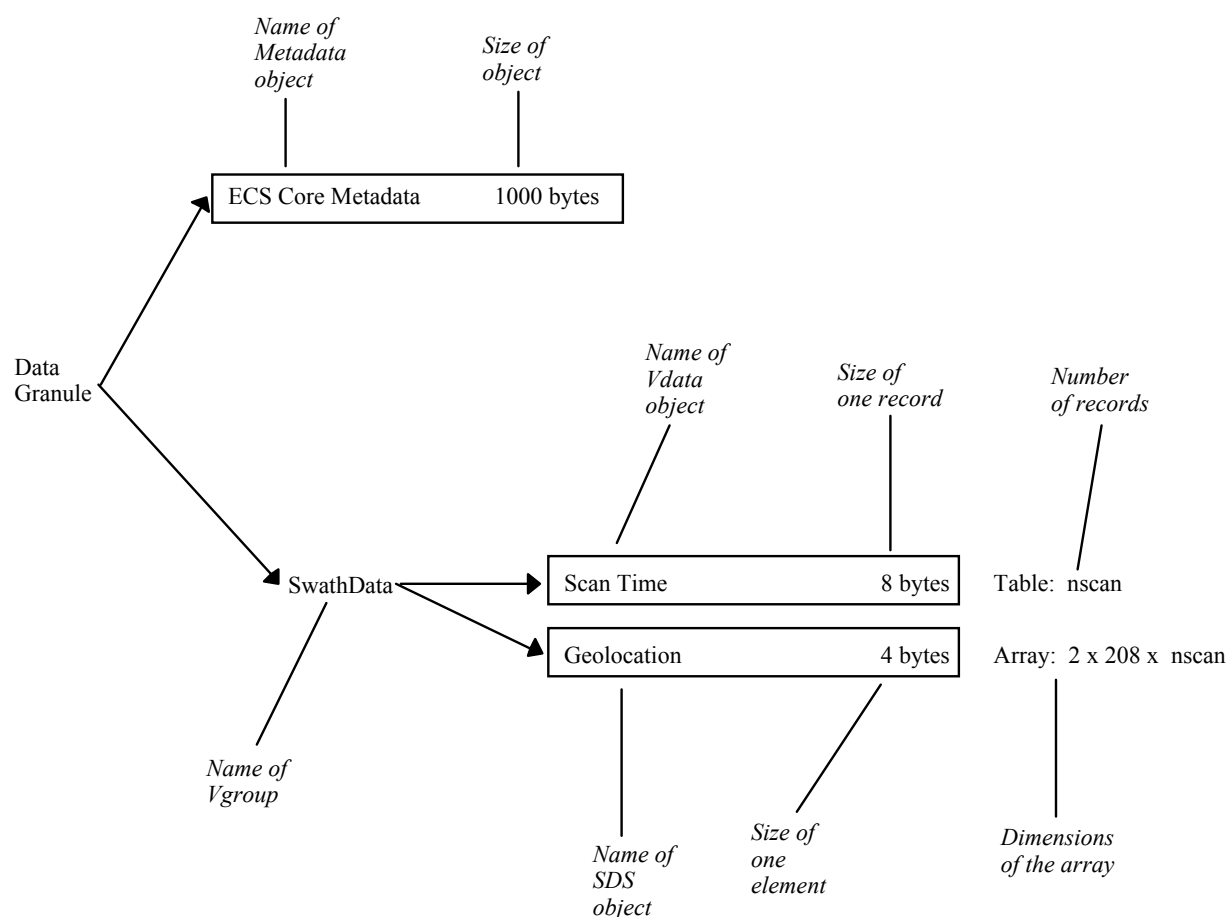 Name of
Metadata
object
Size of
object
ECS Core Metadata 1000 bytes
Data
Granule
Name of
Vdata
object
Size of
one record
Number
of records
SwathData
Scan Time 8 bytes Table: nscan
Geolocation 4 bytes Array: 2 x 208 x nscan
Name of
Vgroup
Name of
SDS
object
Size of
one
element
Dimensions
of the array